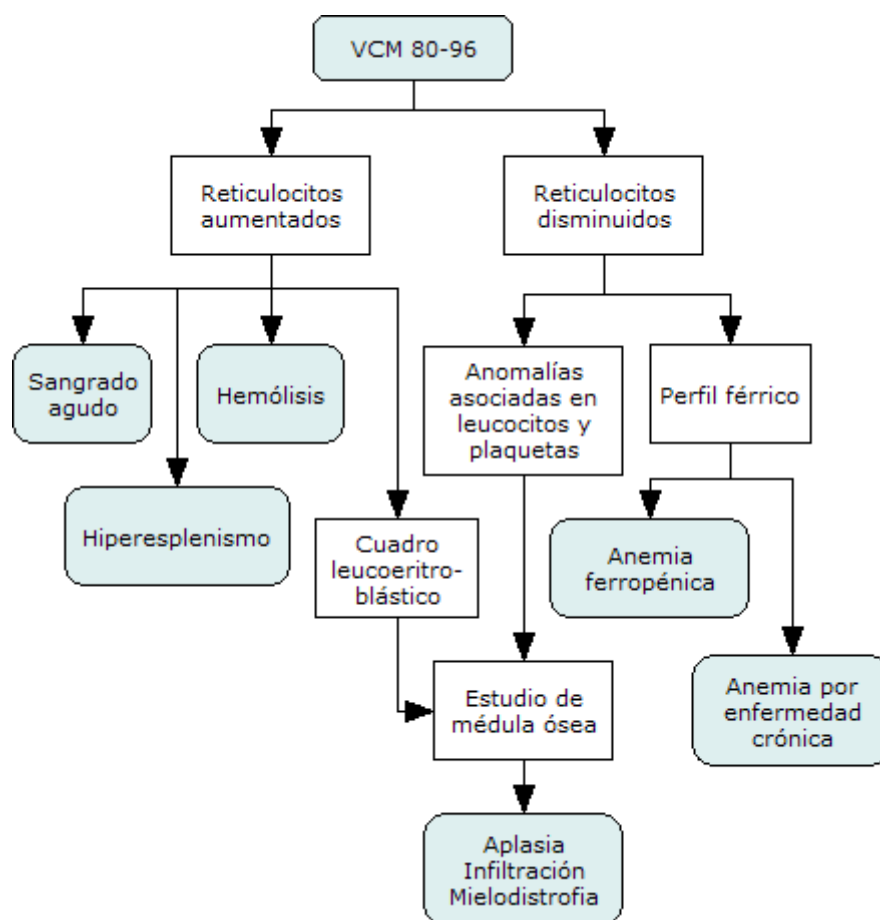 VCM 80-96
Reticulocitos
aumentados
Reticulocitos
disminuidos
Sangrado
agudo
Hemólisis
Anomalías
asociadas en
leucocitos y
plaquetas
Perfil férrico
Hiperesplenismo
Cuadro
leucoeritro-
blástico
Anemia
ferropénica
Estudio de
médula ósea
Anemia por
enfermedad
crónica
Aplasia
Infiltración
Mielodistrofia